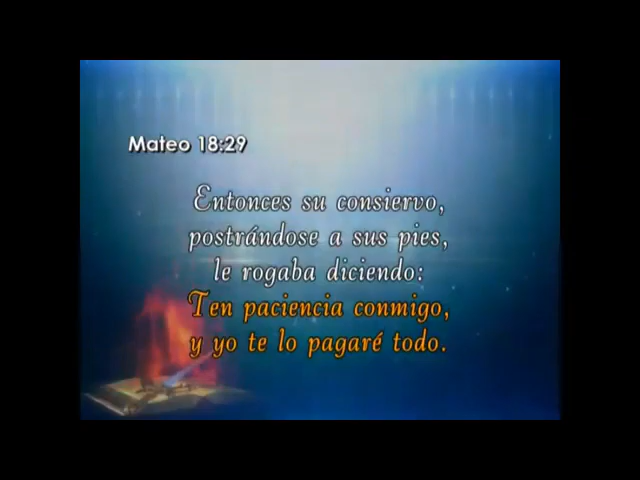 Mateo 18:29
Entonces su consiervo,
postrándose a sus pies,
le rogaba diciendo:
Ten paciencia conmigo,
y yo te lo pagaré todo.